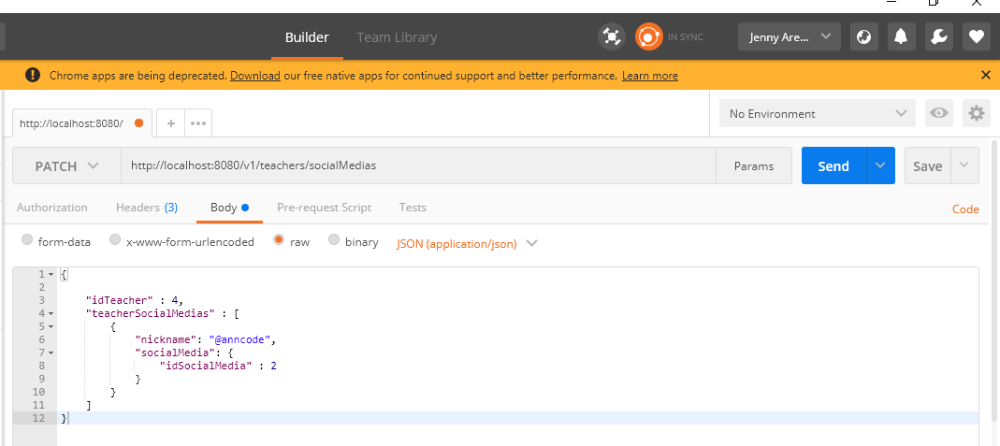 Builder
Team Library
IN SYNC
Jenny Are...
! Chrome apps are being deprecated. Download our free native apps for continued support and better performance. Learn more
http://localhost:8080/
+
•••
No Environment
PATCH
http://localhost:8080/v1/teachers/socialMedias
Params
Send
Save
Authorization
Headers (3)
Body
Pre-request Script
Tests
Code
form-data
x-www-form-urlencoded
raw
binary
JSON (application/json)
1 {
2
3 "idTeacher" : 4,
4 "teacherSocialMedias" : [
5 {
6 "nickname": "@anncode",
7 "socialMedia": {
8 "idSocialMedia" : 2
9 }
10 }
11 ]
12 }